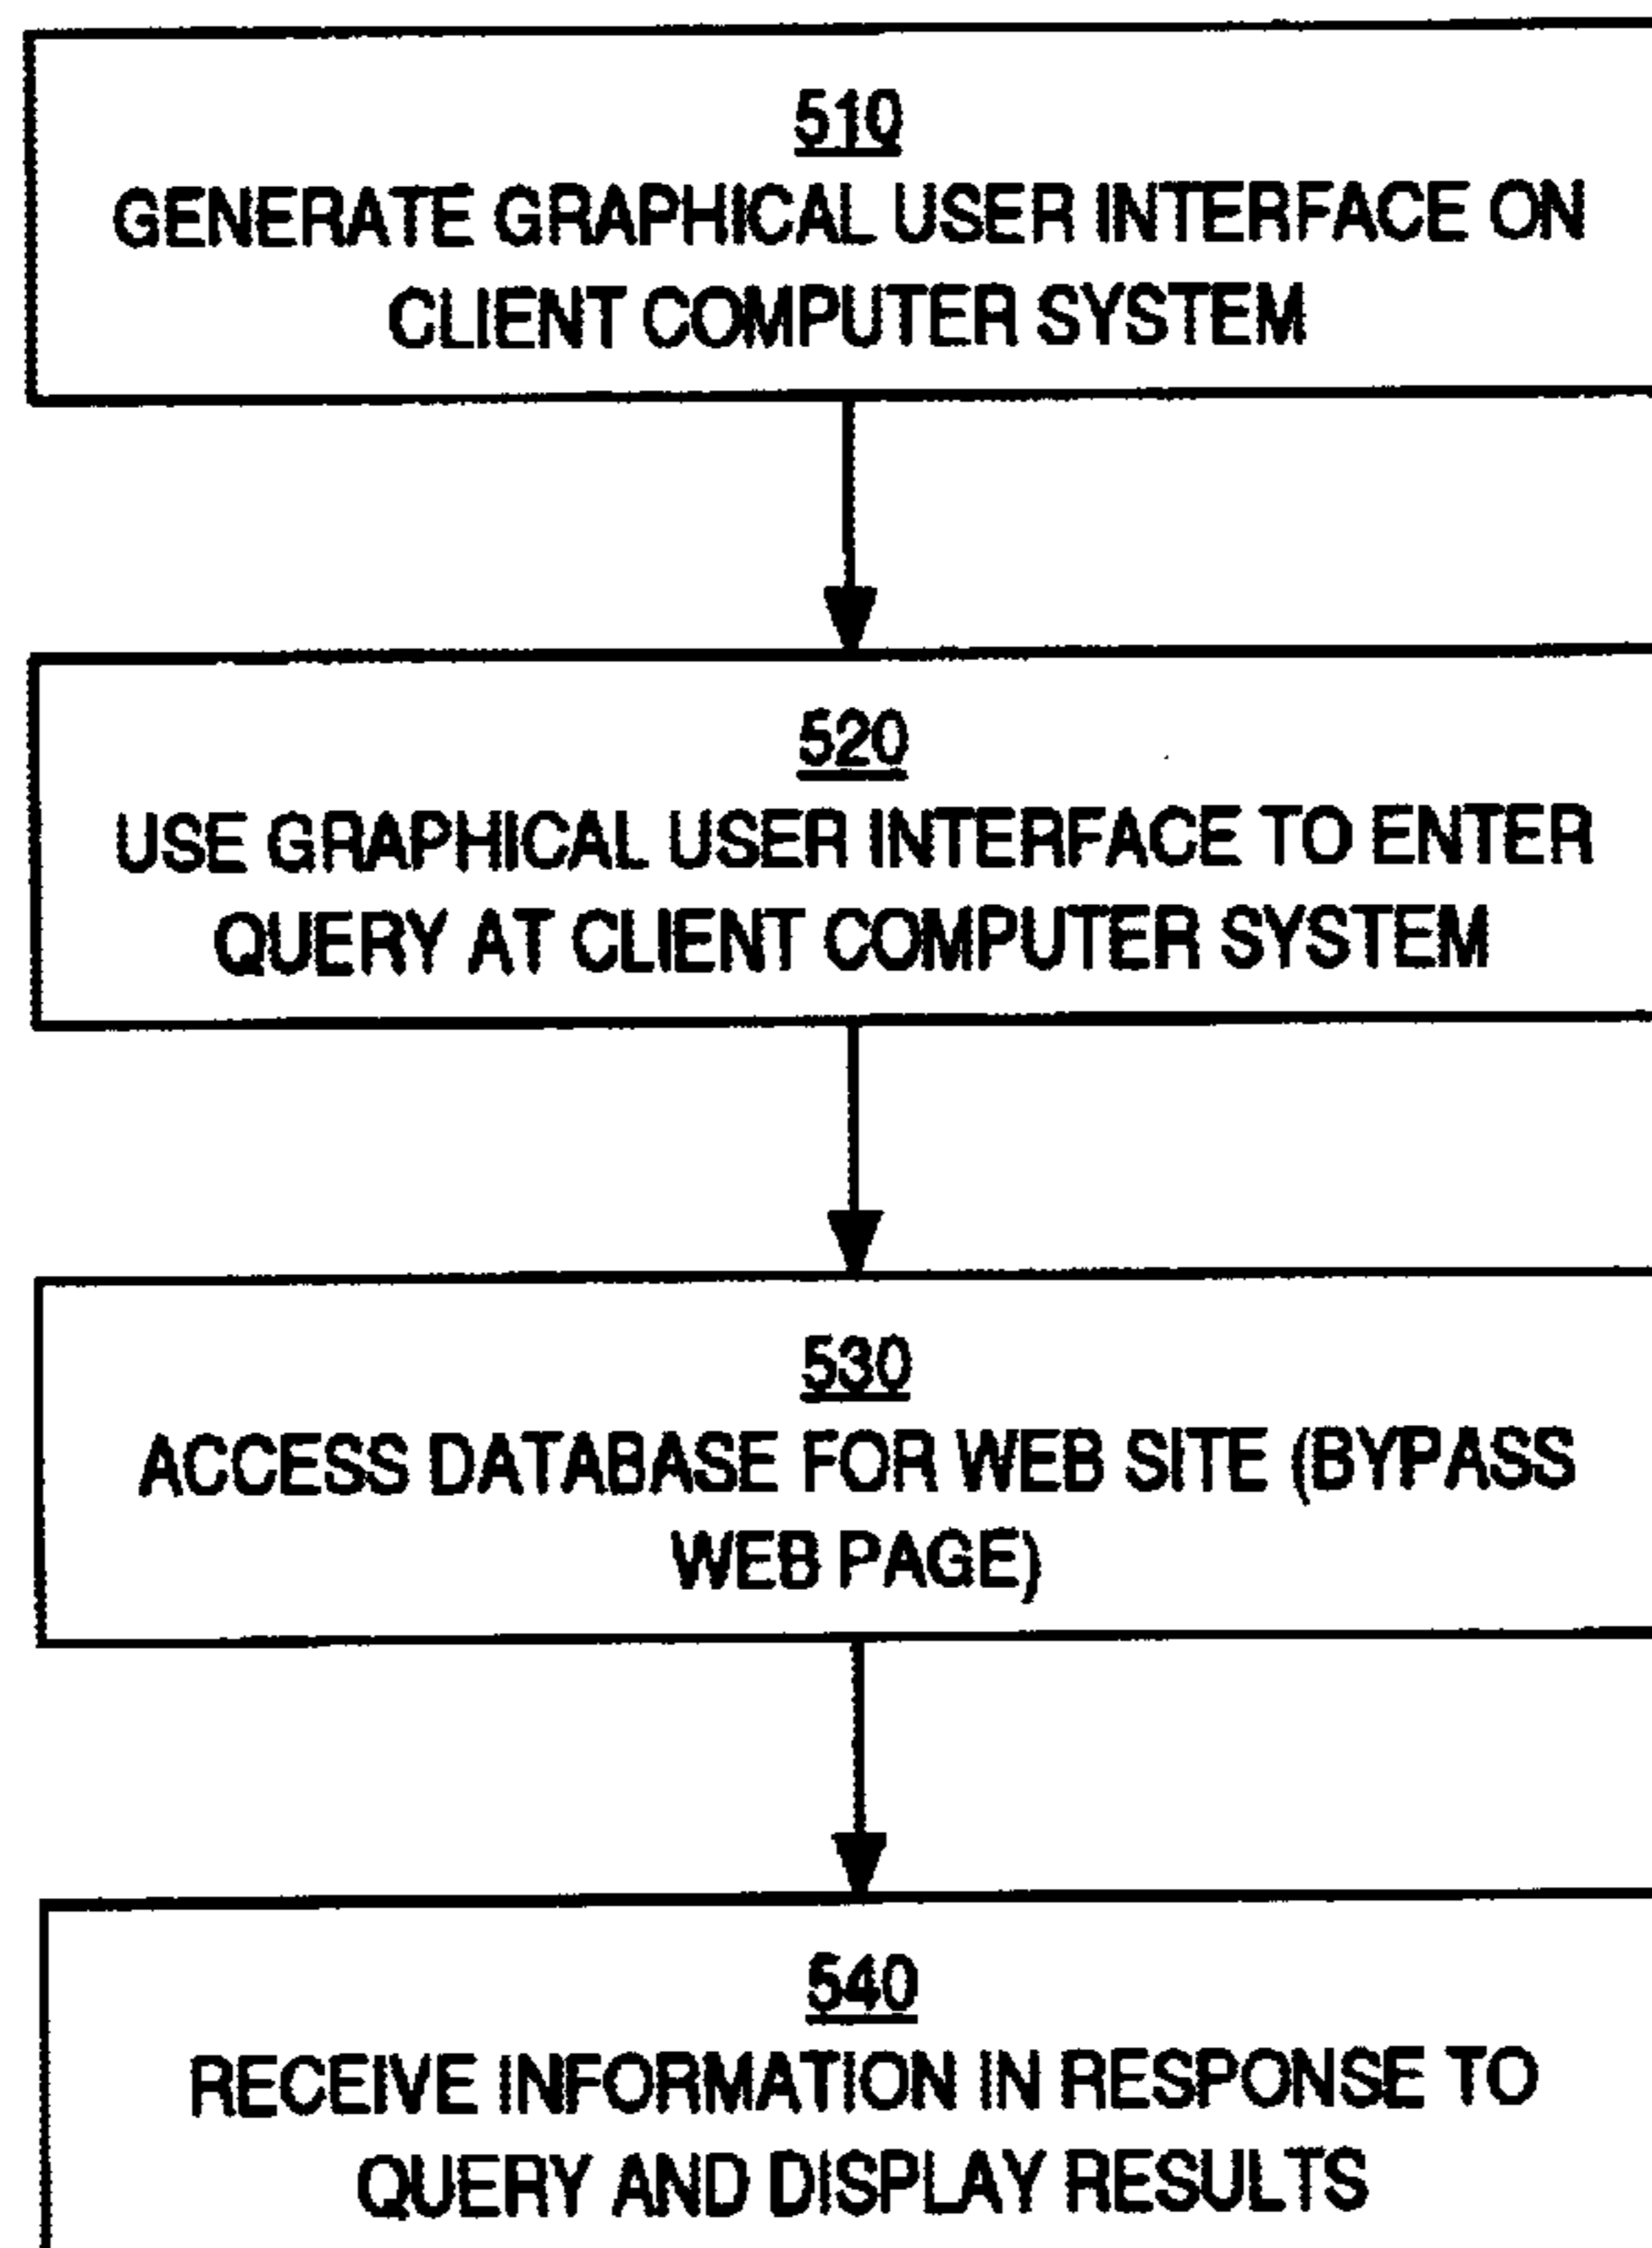 510
GENERATE GRAPHICAL USER INTERFACE ON
CLIENT COMPUTER SYSTEM
520
USE GRAPHICAL USER INTERFACE TO ENTER
QUERY AT CLIENT COMPUTER SYSTEM
530
ACCESS DATABASE FOR WEB SITE (BYPASS
WEB PAGE)
540
RECEIVE INFORMATION IN RESPONSE TO
QUERY AND DISPLAY RESULTS